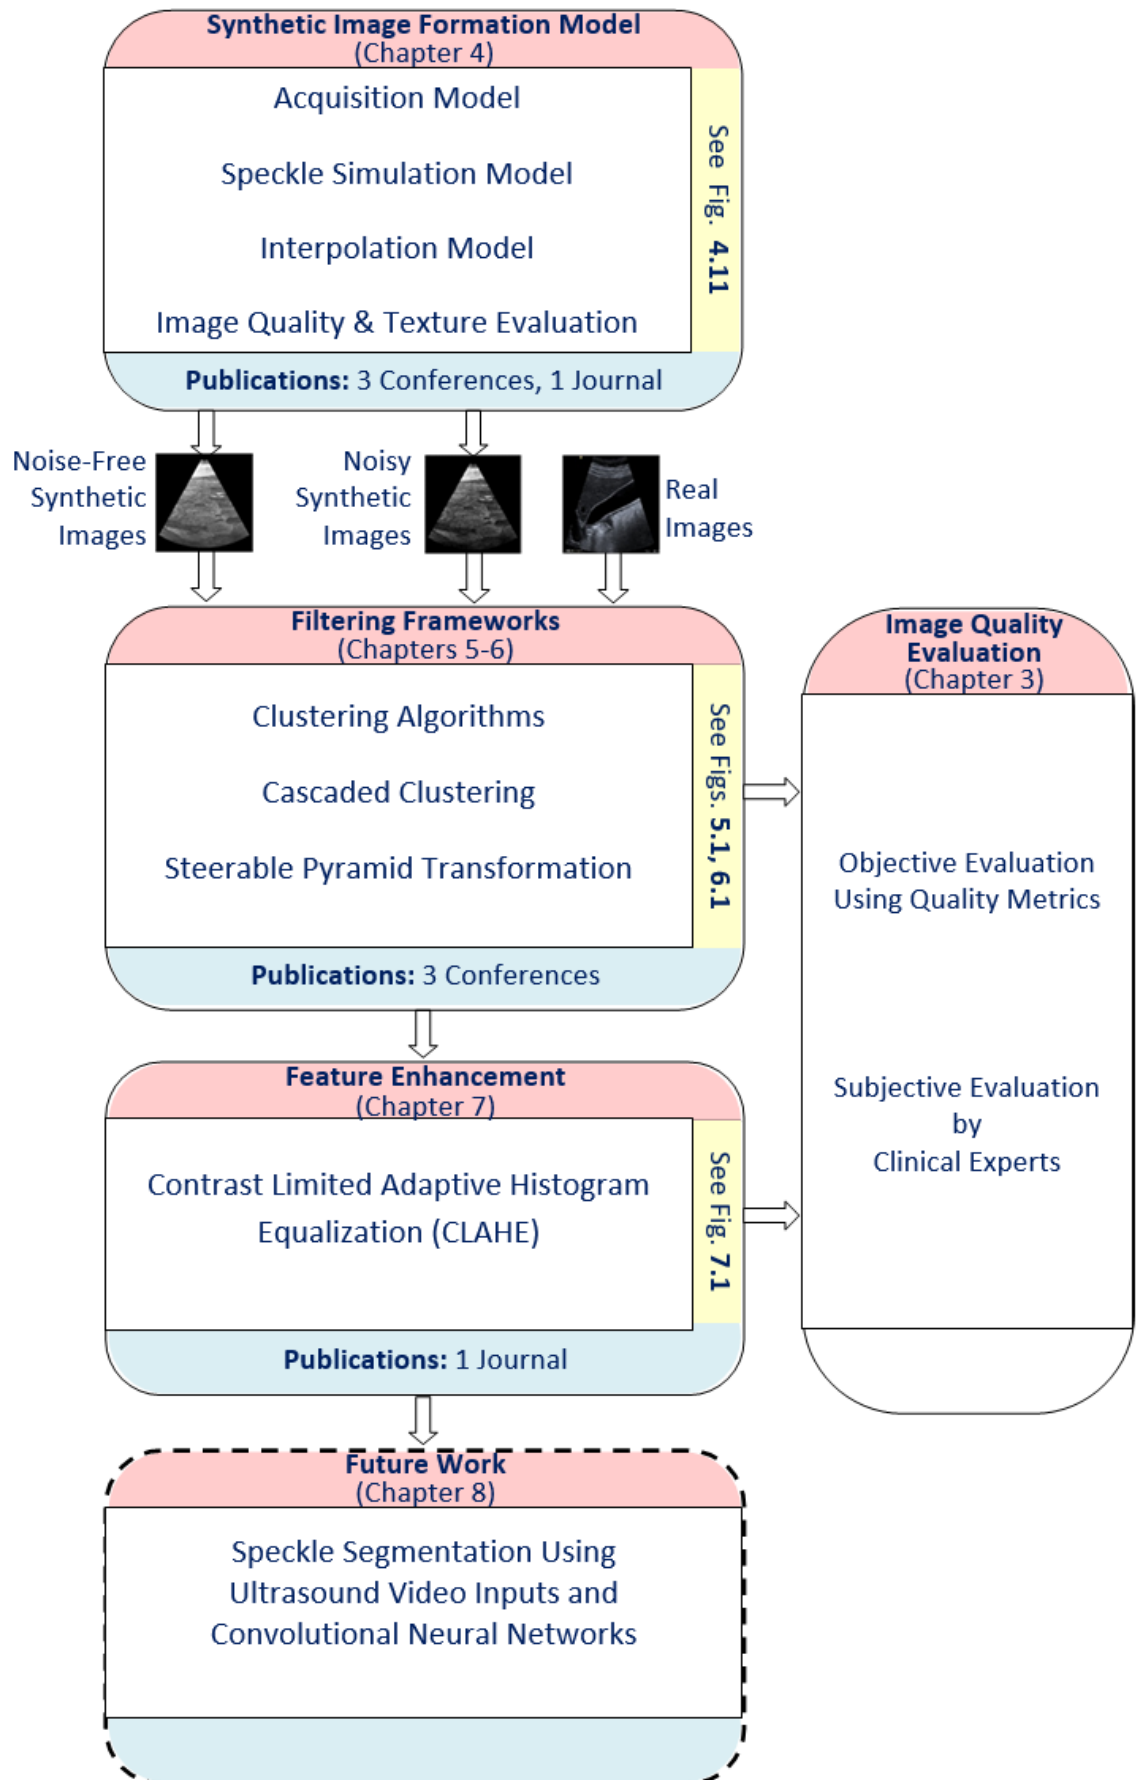 Synthetic Image Formation Model
(Chapter 4)
Acquisition Model
Speckle Simulation Model
Interpolation Model
Image Quality & Texture Evaluation
See Fig. 4.11
Publications: 3 Conferences, 1 Journal
Noise-Free
Synthetic
Images
Noisy
Synthetic
Images
Real
Images
Filtering Frameworks
(Chapters 5-6)
Clustering Algorithms
Cascaded Clustering
Steerable Pyramid Transformation
See Figs. 5.1, 6.1
Publications: 3 Conferences
Image Quality
Evaluation
(Chapter 3)
Objective Evaluation
Using Quality Metrics
Subjective Evaluation
by
Clinical Experts
Feature Enhancement
(Chapter 7)
Contrast Limited Adaptive Histogram
Equalization (CLAHE)
See Fig. 7.1
Publications: 1 Journal
Future Work
(Chapter 8)
Speckle Segmentation Using
Ultrasound Video Inputs and
Convolutional Neural Networks